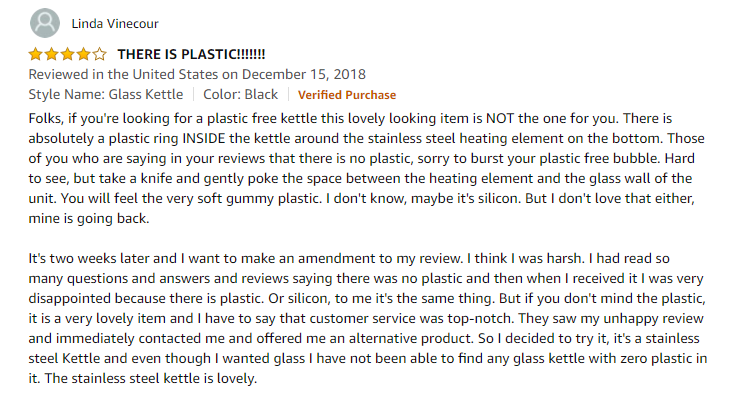 Linda Vinecour
THERE IS PLASTIC!!!!!!!
Reviewed in the United States on December 15, 2018
Style Name: Glass Kettle | Color: Black | Verified Purchase
Folks, if you're looking for a plastic free kettle this lovely looking item is NOT the one for you. There is
absolutely a plastic ring INSIDE the kettle around the stainless steel heating element on the bottom. Those
of you who are saying in your reviews that there is no plastic, sorry to burst your plastic free bubble. Hard
to see, but take a knife and gently poke the space between the heating element and the glass wall of the
unit. You will feel the very soft gummy plastic. I don't know, maybe it's silicon. But I don't love that either,
mine is going back.
It's two weeks later and I want to make an amendment to my review. I think I was harsh. I had read so
many questions and answers and reviews saying there was no plastic and then when I received it I was very
disappointed because there is plastic. Or silicon, to me it's the same thing. But if you don't mind the plastic,
it is a very lovely item and I have to say that customer service was top-notch. They saw my unhappy review
and immediately contacted me and offered me an alternative product. So I decided to try it, it's a stainless
steel Kettle and even though I wanted glass I have not been able to find any glass kettle with zero plastic in
it. The stainless steel kettle is lovely.